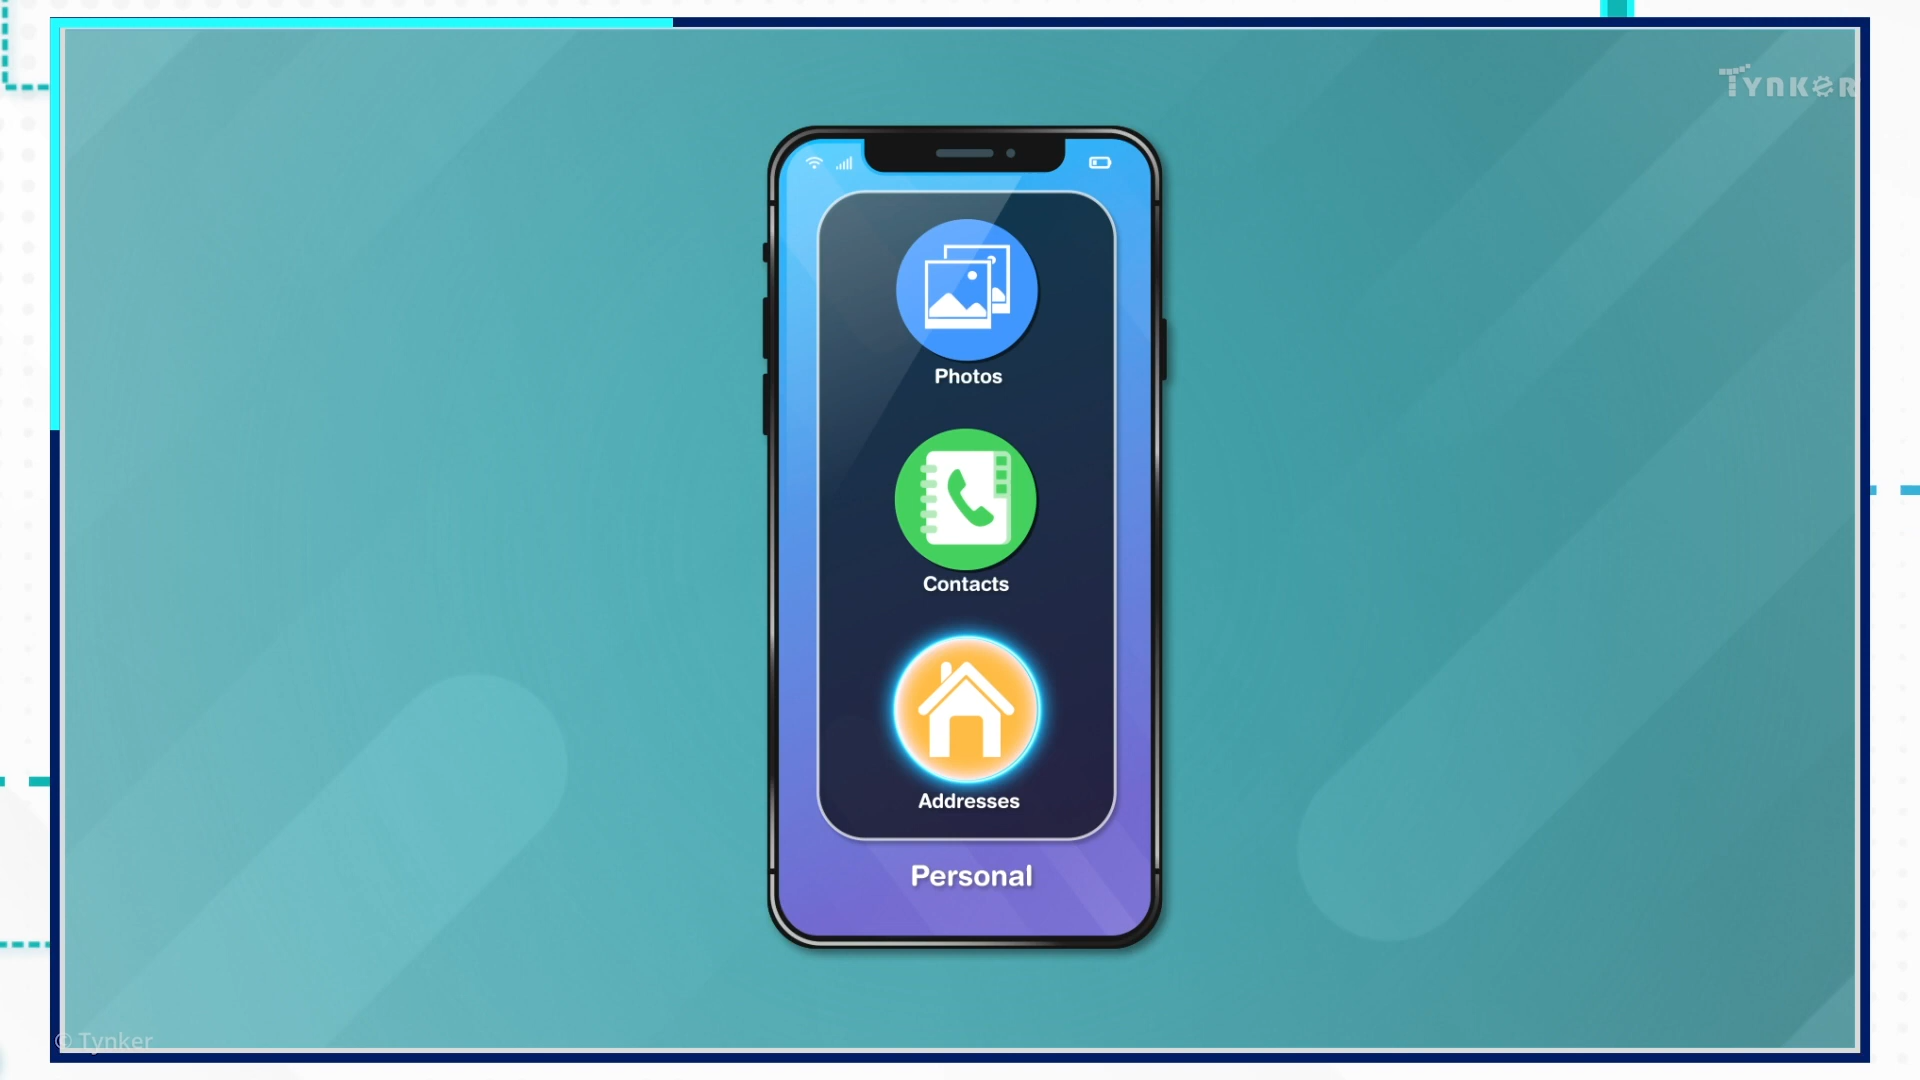 TYNKER
Photos
Contacts
Addresses
Personal
© Tynker